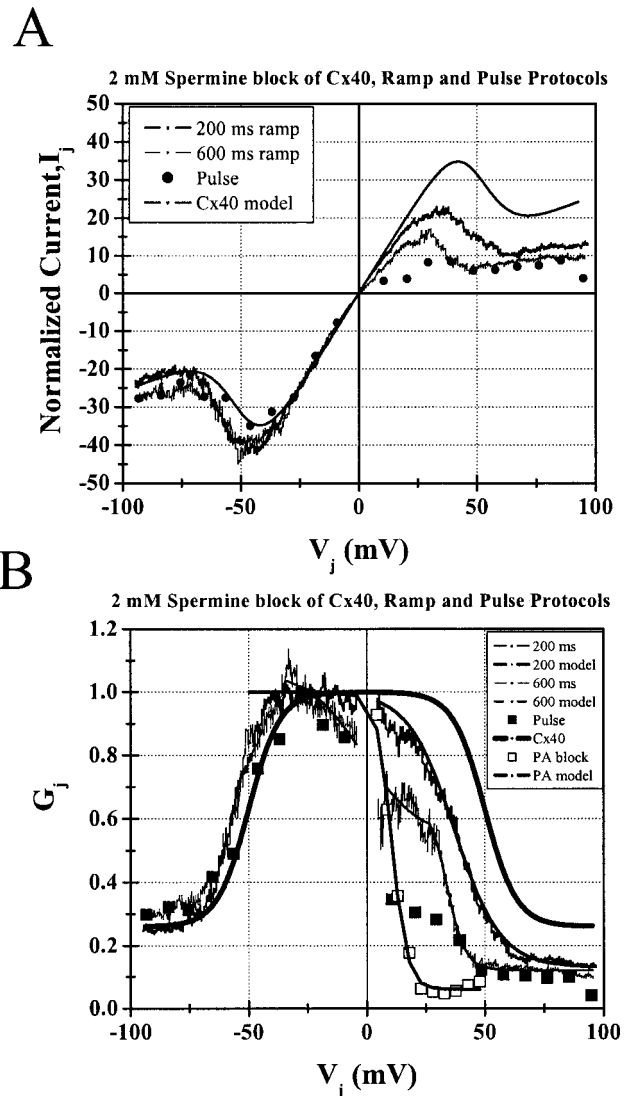 A
2 mM Spermine block of Cx40, Ramp and Pulse Protocols
Normalized Current,Ij
50
40
30
20
10
0
-10
-20
-30
-40
-50
200 ms ramp
600 ms ramp
Pulse
Cx40 model
-100
-50
0
50
100
Vj (mV)
B
2 mM Spermine block of Cx40, Ramp and Pulse Protocols
Gj
1.2
1.0
0.8
0.6
0.4
0.2
0.0
200 ms
200 model
600 ms
600 model
Pulse
Cx40
PA block
PA model
-100
-50
0
50
100
Vj (mV)